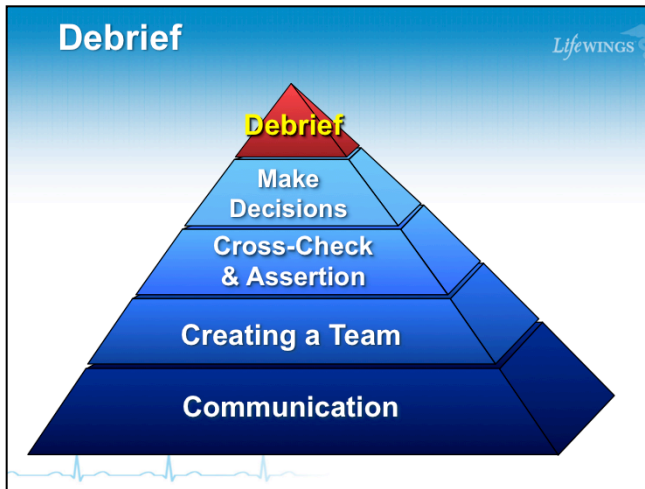 Debrief
LifeWINGS
Debrief
Make
Decisions
Cross-Check
& Assertion
Creating a Team
Communication